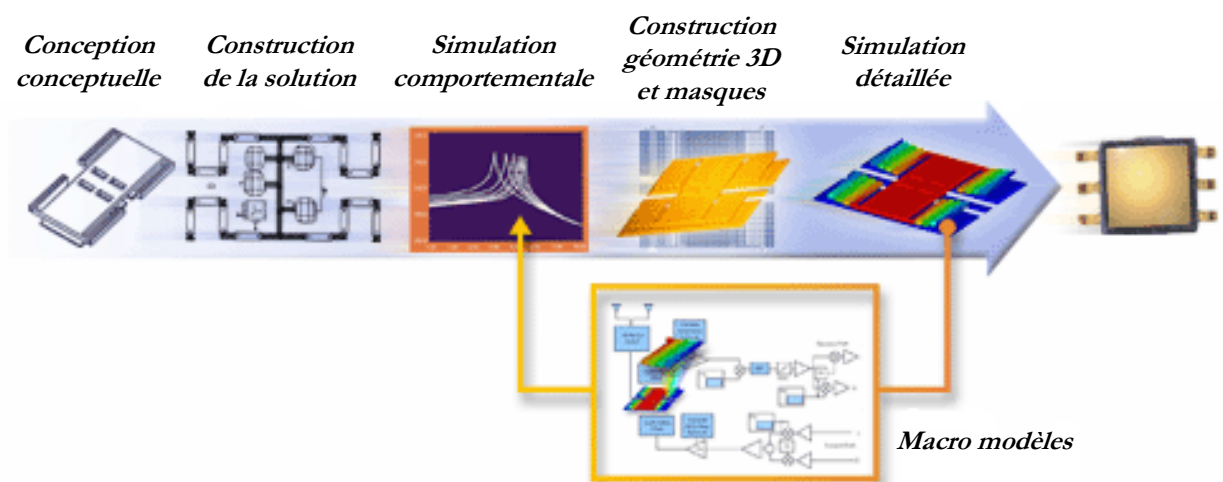 Conception
conceptuelle
Construction
de la solution
Simulation
comportementale
Construction
géométrie 3D
et masques
Simulation
détaillée
Macro modèles